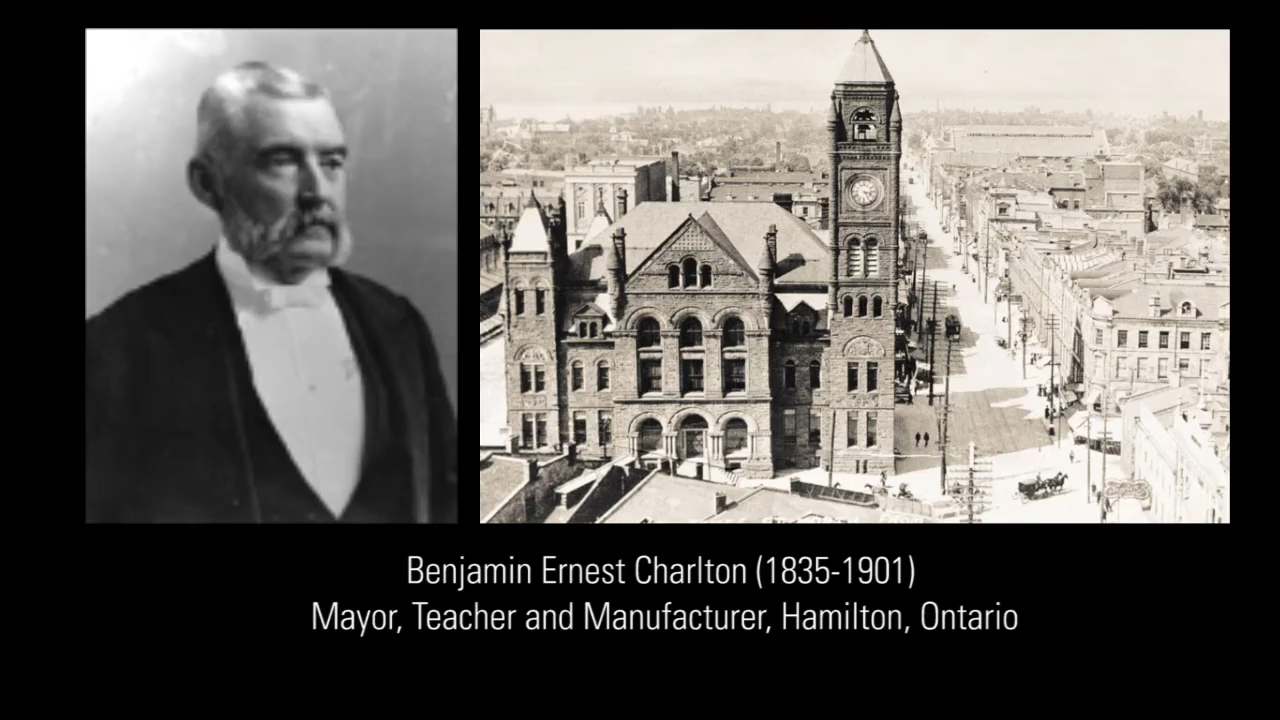 Benjamin Ernest Charlton (1835-1901)
Mayor, Teacher and Manufacturer, Hamilton, Ontario